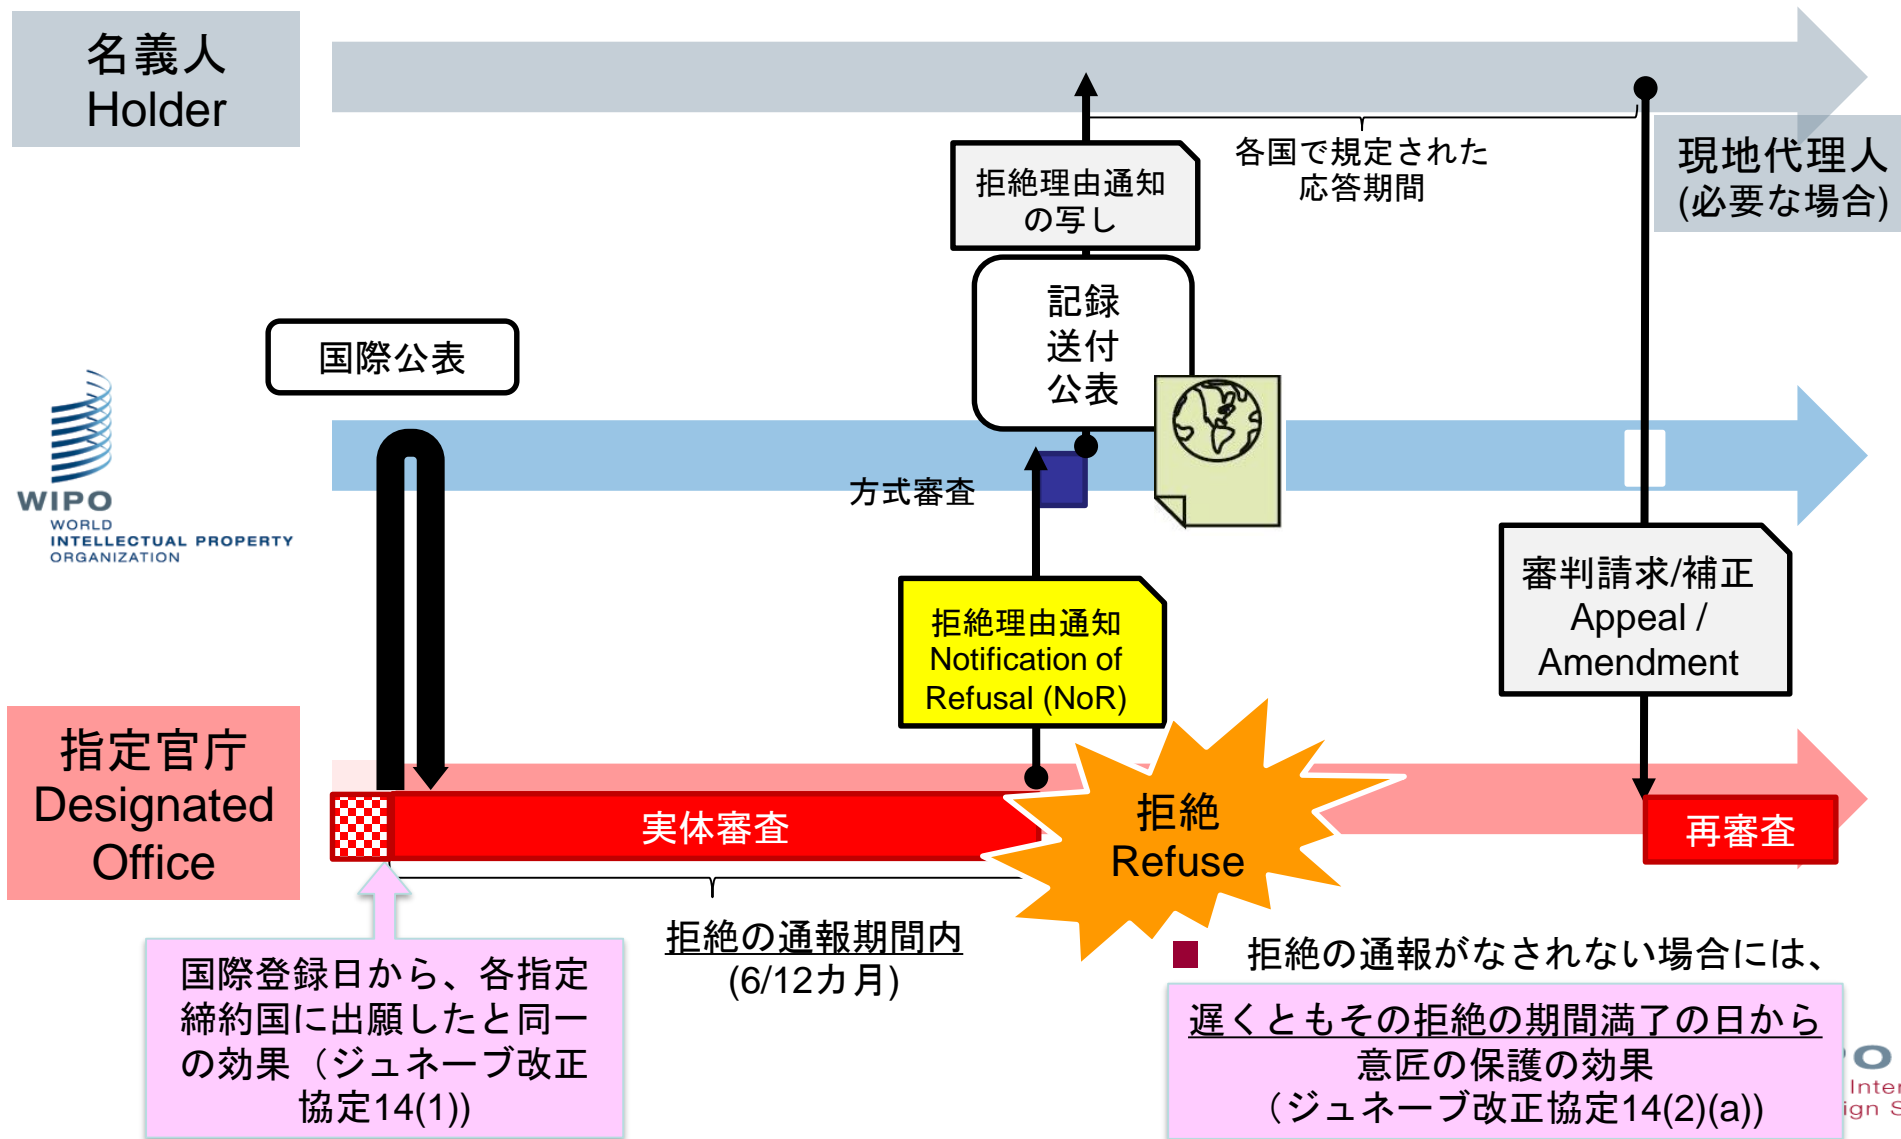 名義人
Holder
拒絶理由通知
の写し
各国で規定された
応答期間
現地代理人
(必要な場合)
記録
送付
公表
国際公表
WIPO
WORLD
INTELLECTUAL PROPERTY
ORGANIZATION
方式審査
拒絶理由通知
Notification of
Refusal (NoR)
審判請求/補正
Appeal /
Amendment
指定官庁
Designated
Office
実体審査
拒絶
Refuse
再審査
拒絶の通報期間内
(6/12カ月)
国際登録日から、各指定
締約国に出願したと同一
の効果（ジュネーブ改正
協定14(1))
拒絶の通報がなされない場合には、
遅くともその拒絶の期間満了の日から
意匠の保護の効果
（ジュネーブ改正協定14(2)(a))